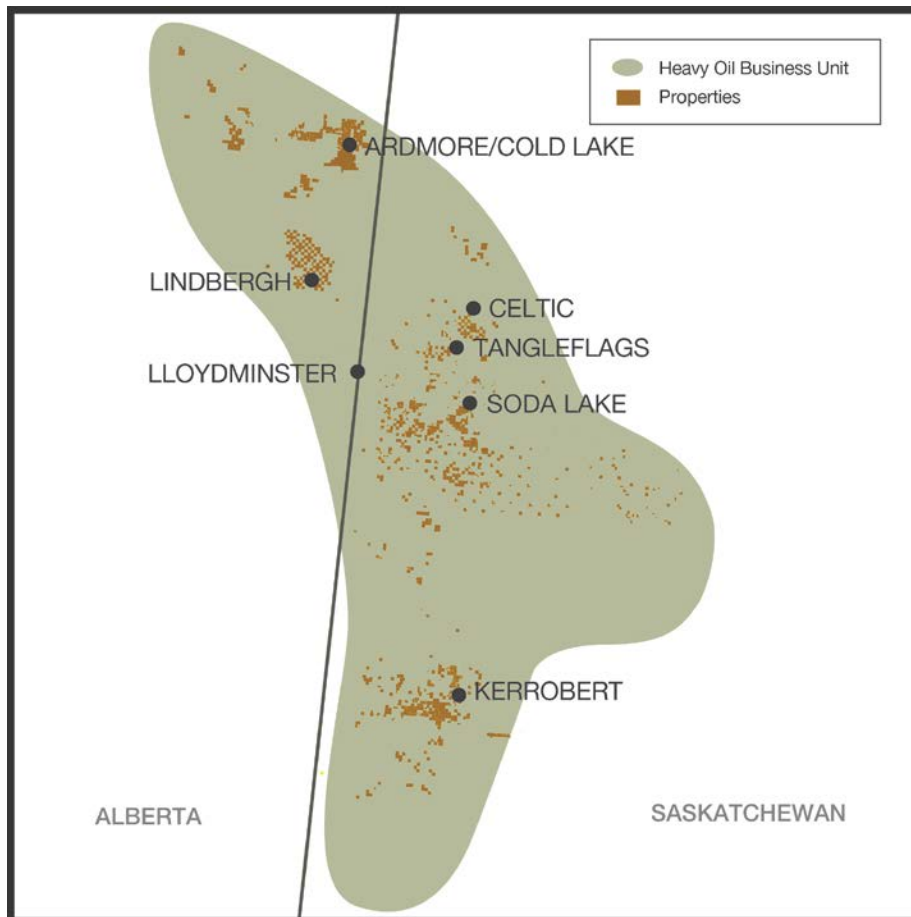 Heavy Oil Business Unit
Properties
ARDMORE/COLD LAKE
LINDBERGH
CELTIC
TANGLEFLAGS
LLOYDMINSTER
SODA LAKE
KERROBERT
ALBERTA
SASKATCHEWAN